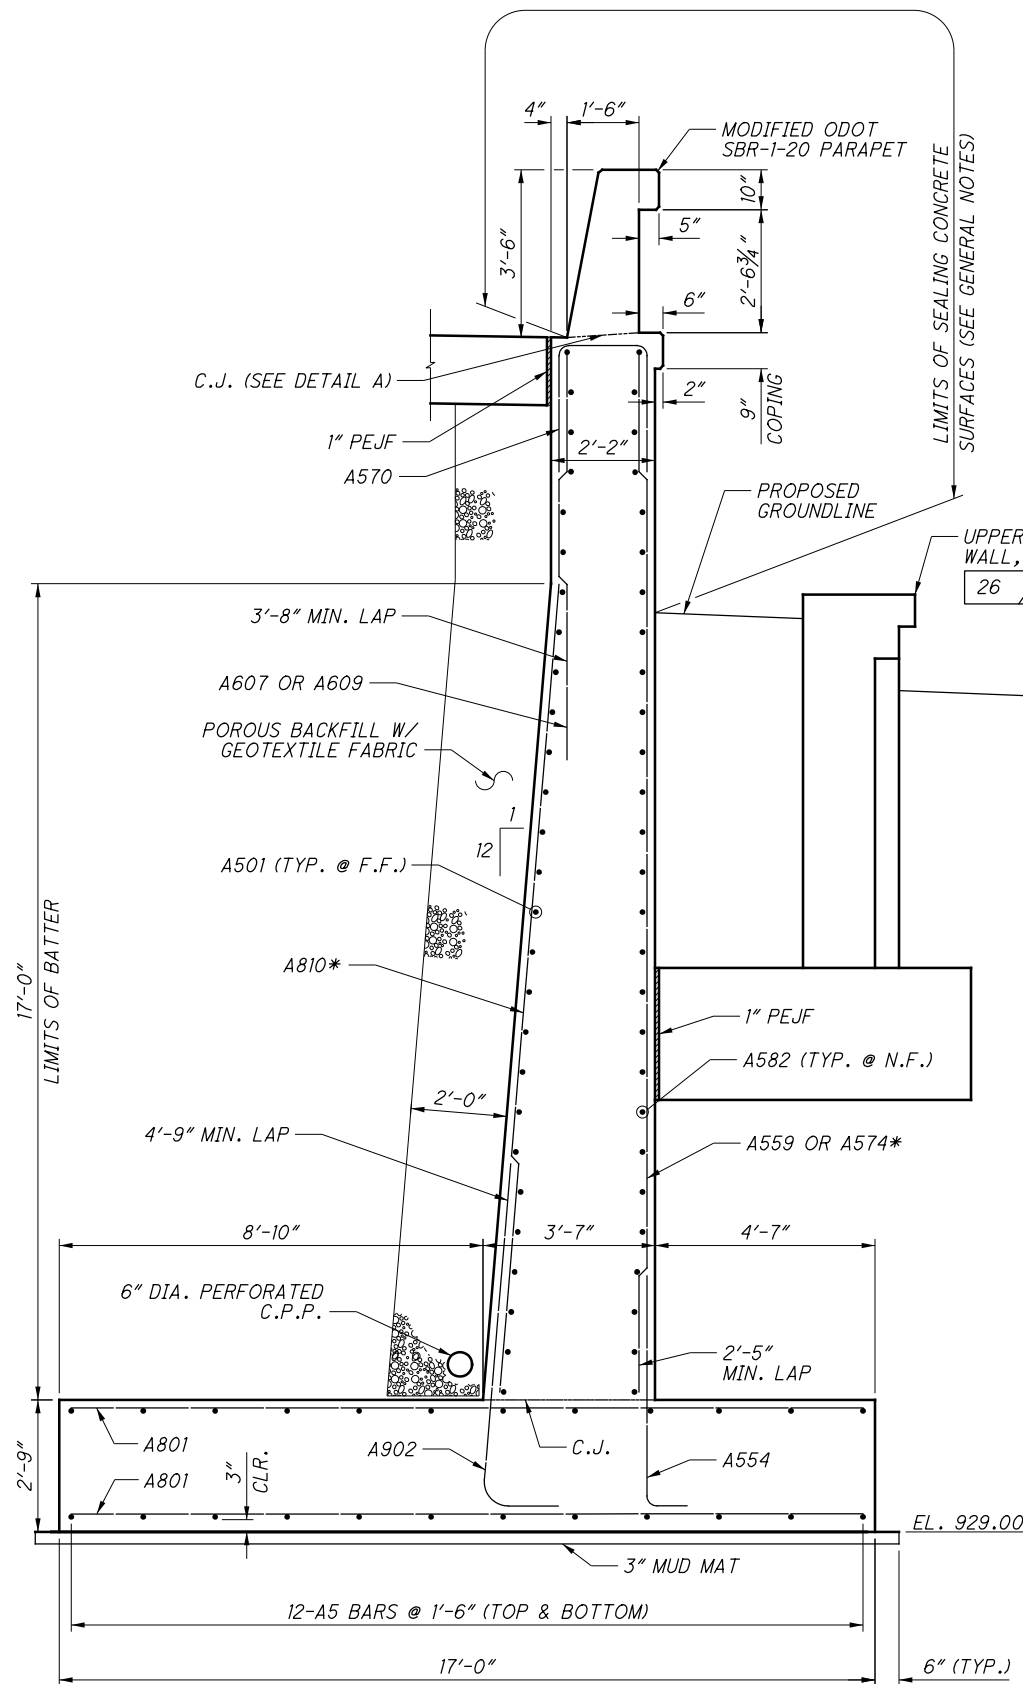 4"
1'-6"
MODIFIED ODOT
SBR-1-20 PARAPET
LIMITS OF SEALING CONCRETE
SURFACES (SEE GENERAL NOTES)
10"
5"
3'-6"
2'-6 3/4"
6"
C.J. (SEE DETAIL A)
2"
9"
COPING
1" PEJF
2'-2"
A570
PROPOSED
GROUNDLINE
UPPER
WALL,
26
3'-8" MIN. LAP
A607 OR A609
POROUS BACKFILL W/
GEOTEXTILE FABRIC
1
12
A501 (TYP. @ F.F.)
17'-0"
LIMITS OF BATTER
A810*
1" PEJF
A582 (TYP. @ N.F.)
2'-0"
4'-9" MIN. LAP
A559 OR A574*
8'-10"
3'-7"
4'-7"
6" DIA. PERFORATED
C.P.P.
2'-5"
MIN. LAP
2'-9"
A801
A801
3"
CLR.
A902
C.J.
A554
EL. 929.00
3" MUD MAT
12-A5 BARS @ 1'-6" (TOP & BOTTOM)
17'-0"
6" (TYP.)